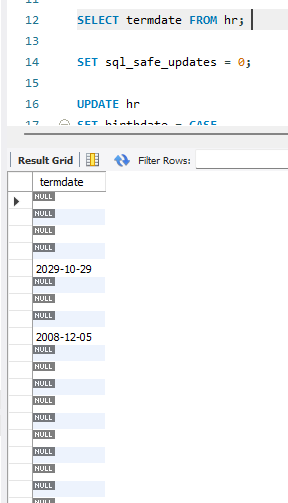 11
12 SELECT termdate FROM hr;
13
14 SET sql_safe_updates = 0;
15
16 UPDATE hr
17 SET birthdate = CASE
Result Grid Filter Rows:
termdate
NULL
NULL
NULL
NULL
2029-10-29
NULL
NULL
NULL
2008-12-05
NULL
NULL
NULL
NULL
NULL
NULL
NULL
NULL
NULL
NULL